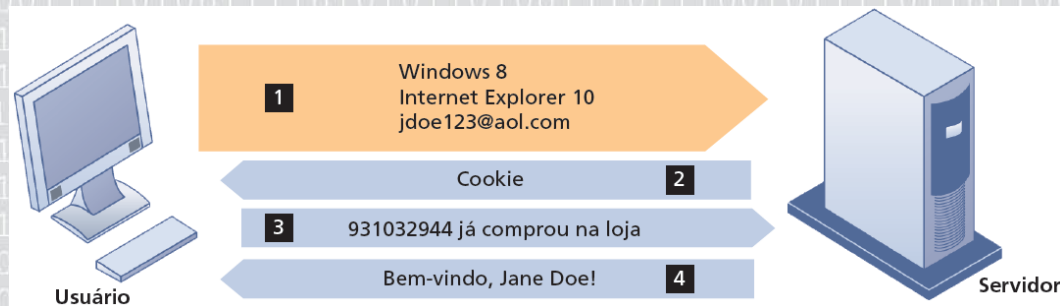 1
Windows 8
Internet Explorer 10
jdoe123@aol.com
Cookie 2
3 931032944 já comprou na loja
Bem-vindo, Jane Doe! 4
Usuário
Servidor